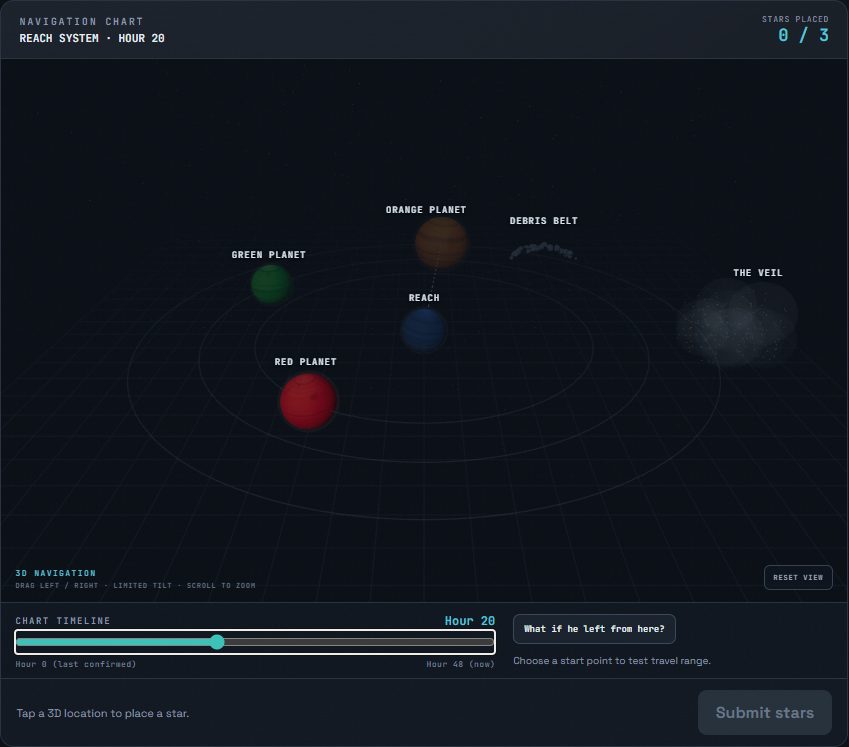 NAVIGATION CHART
REACH SYSTEM · HOUR 20
STARS PLACED
0 / 3
ORANGE PLANET
DEBRIS BELT
GREEN PLANET
THE VEIL
REACH
RED PLANET
3D NAVIGATION
DRAG LEFT / RIGHT · LIMITED TILT · SCROLL TO ZOOM
RESET VIEW
CHART TIMELINE
Hour 20
Hour 0 (last confirmed)
Hour 48 (now)
What if he left from here?
Choose a start point to test travel range.
Tap a 3D location to place a star.
Submit stars